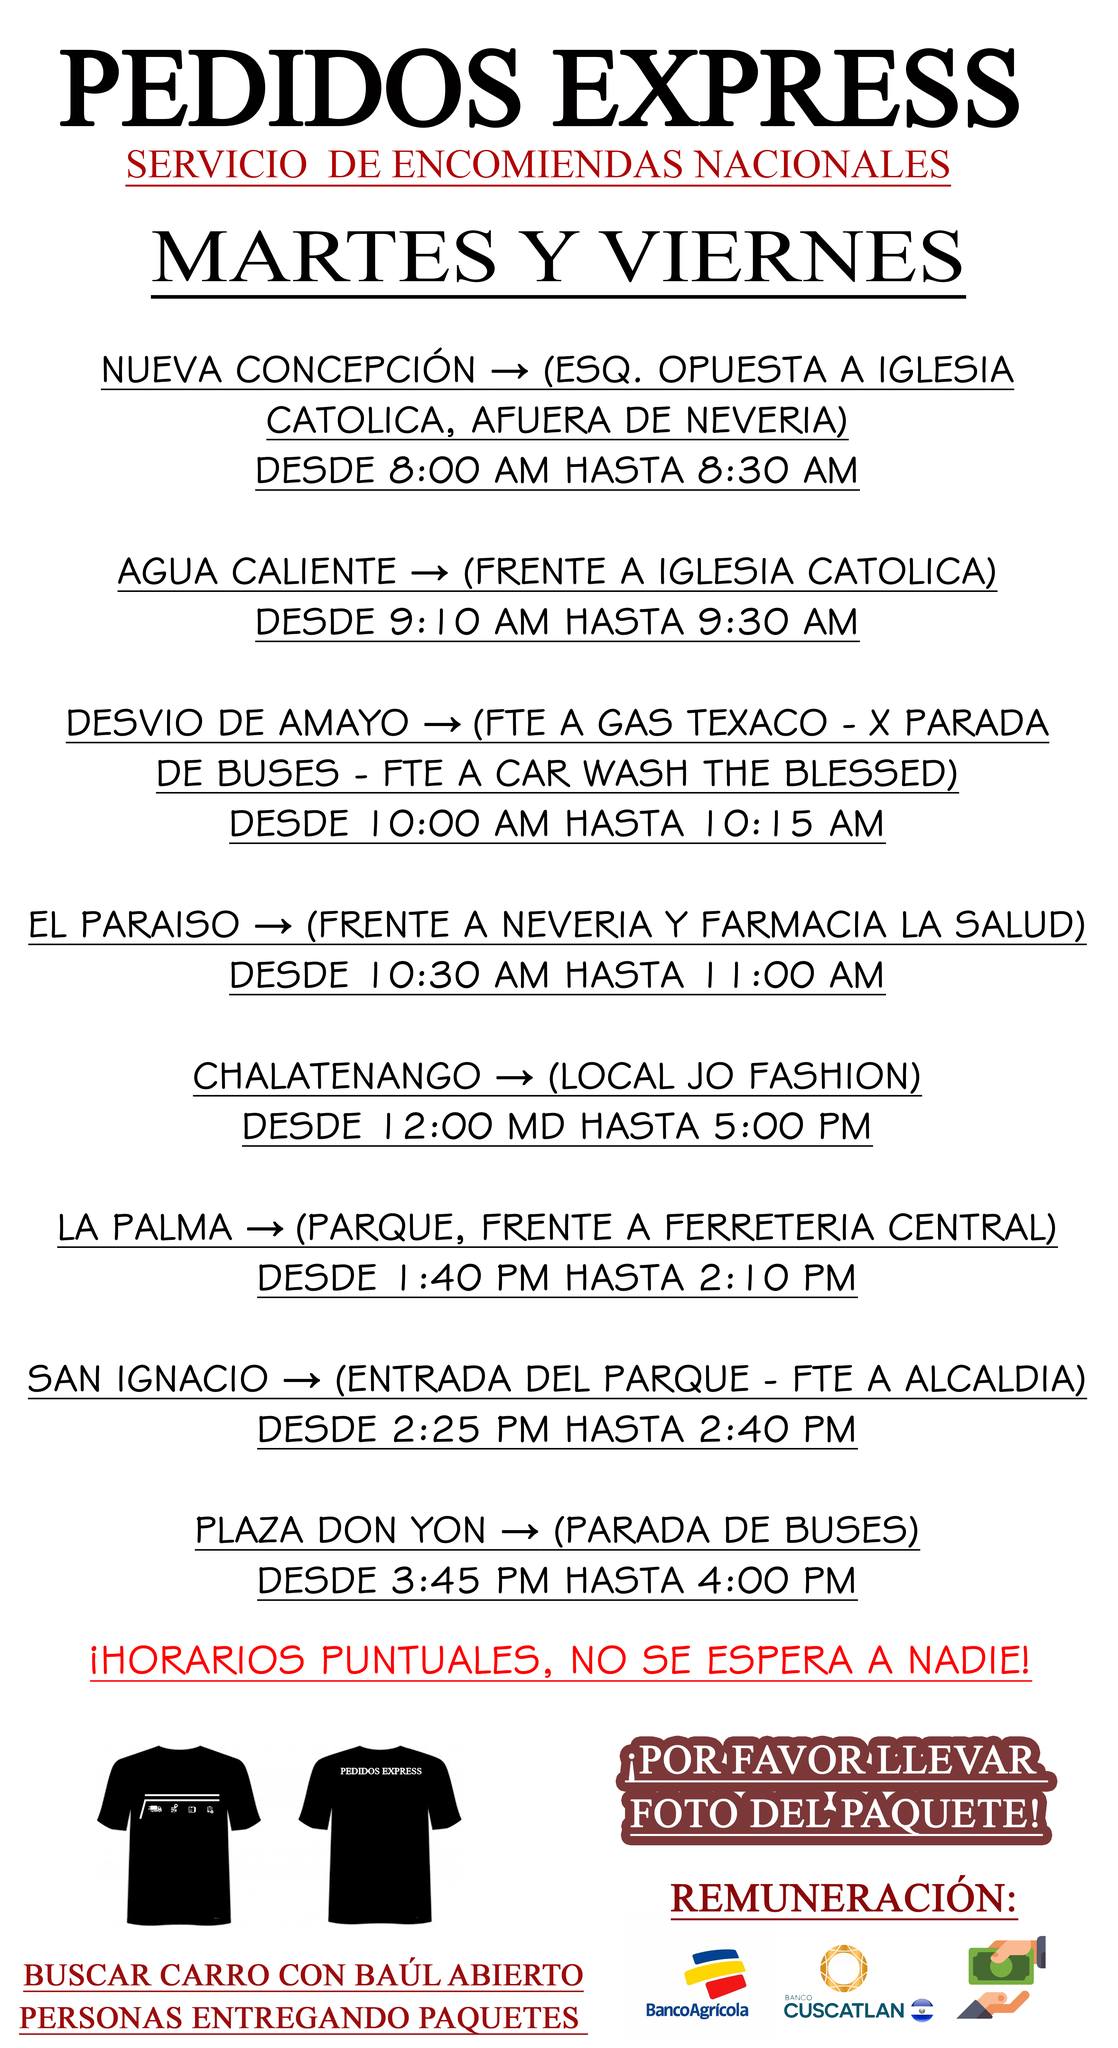 PEDIDOS EXPRESS
SERVICIO DE ENCOMIENDAS NACIONALES
MARTES Y VIERNES
NUEVA CONCEPCIÓN → (ESQ. OPUESTA A IGLESIA
CATOLICA, AFUERA DE NEVERIA)
DESDE 8:00 AM HASTA 8:30 AM
AGUA CALIENTE → (FRENTE A IGLESIA CATOLICA)
DESDE 9:10 AM HASTA 9:30 AM
DESVIO DE AMAYO → (FTE A GAS TEXACO - X PARADA
DE BUSES - FTE A CAR WASH THE BLESSED)
DESDE 10:00 AM HASTA 10:15 AM
EL PARAISO → (FRENTE A NEVERIA Y FARMACIA LA SALUD)
DESDE 10:30 AM HASTA 11:00 AM
CHALATENANGO → (LOCAL JO FASHION)
DESDE 12:00 MD HASTA 5:00 PM
LA PALMA → (PARQUE, FRENTE A FERRETERIA CENTRAL)
DESDE 1:40 PM HASTA 2:10 PM
SAN IGNACIO → (ENTRADA DEL PARQUE - FTE A ALCALDIA)
DESDE 2:25 PM HASTA 2:40 PM
PLAZA DON YON → (PARADA DE BUSES)
DESDE 3:45 PM HASTA 4:00 PM
¡HORARIOS PUNTUALES, NO SE ESPERA A NADIE!
PEDIDOS EXPRESS
BUSCAR CARRO CON BAÚL ABIERTO
PERSONAS ENTREGANDO PAQUETES
¡POR FAVOR LLEVAR
FOTO DEL PAQUETE!
REMUNERACIÓN:
BancoAgrícola
BANCO
CUSCATLAN